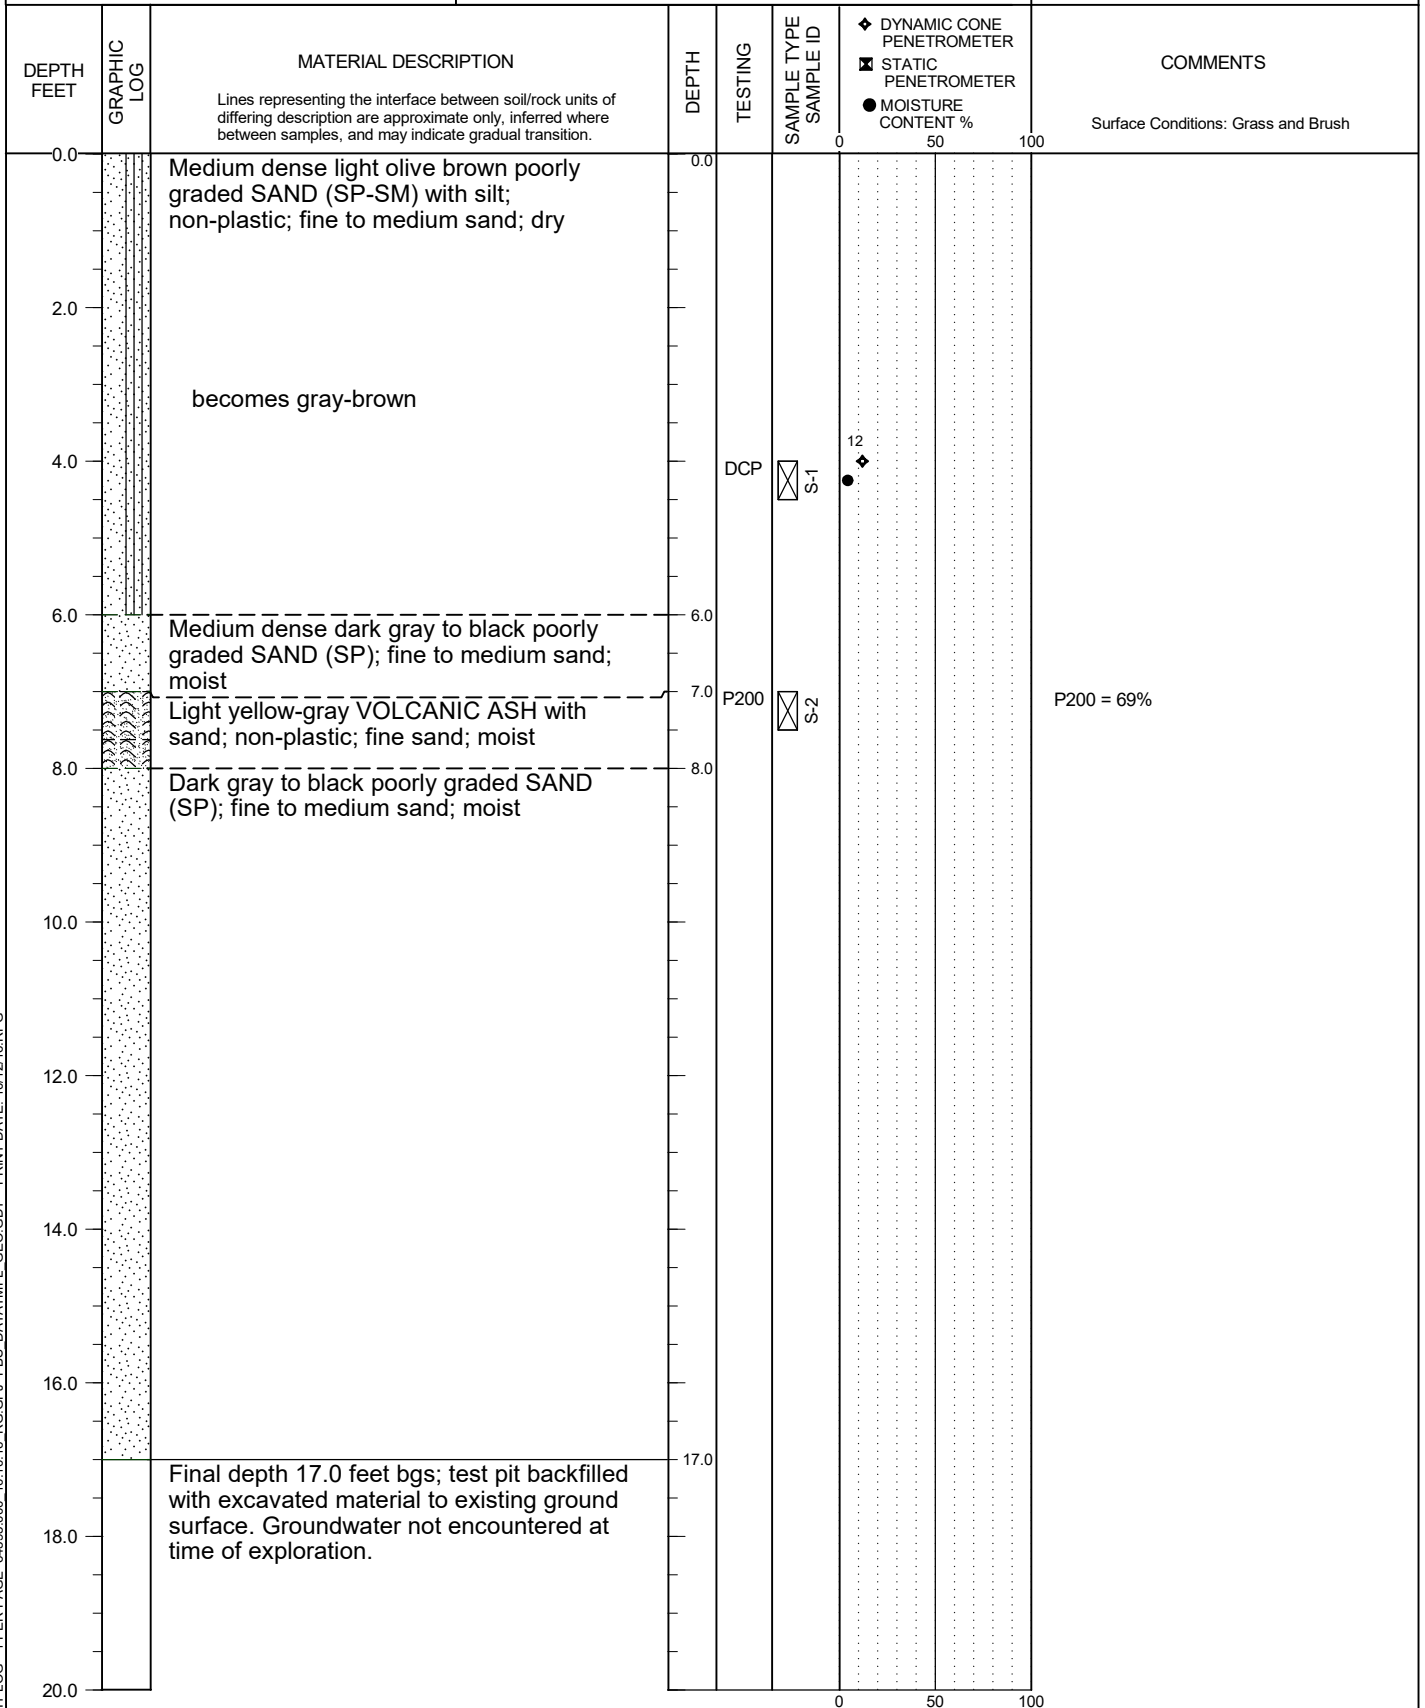 DEPTH
FEET
GRAPHIC
LOG
MATERIAL DESCRIPTION
Lines representing the interface between soil/rock units of
differing description are approximate only, inferred where
between samples, and may indicate gradual transition.
DEPTH
TESTING
SAMPLE TYPE
SAMPLE ID
DYNAMIC CONE
PENETROMETER
STATIC
PENETROMETER
MOISTURE
CONTENT %
0 50 100
COMMENTS
Surface Conditions: Grass and Brush
0.0
Medium dense light olive brown poorly
graded SAND (SP-SM) with silt;
non-plastic; fine to medium sand; dry
0.0
2.0
becomes gray-brown
4.0
DCP
S-1
12
6.0
6.0
Medium dense dark gray to black poorly
graded SAND (SP); fine to medium sand;
moist
7.0
P200
S-2
P200 = 69%
Light yellow-gray VOLCANIC ASH with
sand; non-plastic; fine sand; moist
8.0
8.0
Dark gray to black poorly graded SAND
(SP); fine to medium sand; moist
10.0
12.0
14.0
16.0
17.0
Final depth 17.0 feet bgs; test pit backfilled
with excavated material to existing ground
surface. Groundwater not encountered at
time of exploration.
18.0
20.0
0 50 100